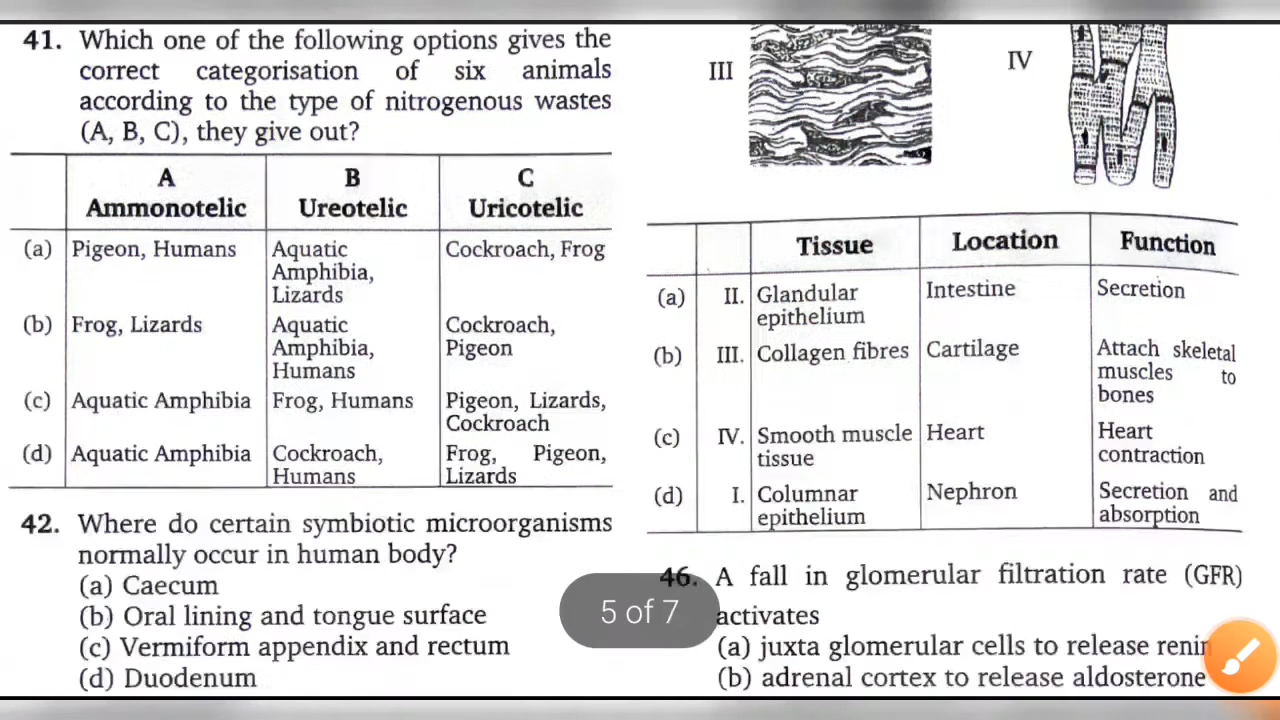 41. Which one of the following options gives the
correct categorisation of six animals
according to the type of nitrogenous wastes
(A, B, C), they give out?
A
Ammonotelic
B
Ureotelic
C
Uricotelic
(a) Pigeon, Humans
Aquatic
Amphibia,
Lizards
Cockroach, Frog
(b) Frog, Lizards
Aquatic
Amphibia,
Humans
Cockroach,
Pigeon
(c) Aquatic Amphibia
Frog, Humans
Pigeon, Lizards,
Cockroach
(d) Aquatic Amphibia
Cockroach,
Humans
Frog, Pigeon,
Lizards
42. Where do certain symbiotic microorganisms
normally occur in human body?
(a) Caecum
(b) Oral lining and tongue surface
(c) Vermiform appendix and rectum
(d) Duodenum
III
IV
Tissue
Location
Function
(a) II. Glandular
epithelium
Intestine
Secretion
(b) III. Collagen fibres
Cartilage
Attach skeletal
muscles to
bones
(c) IV. Smooth muscle
tissue
Heart
Heart
contraction
(d) I. Columnar
epithelium
Nephron
Secretion and
absorption
46. A fall in glomerular filtration rate (GFR)
activates
(a) juxta glomerular cells to release renin
(b) adrenal cortex to release aldosterone
5 of 7